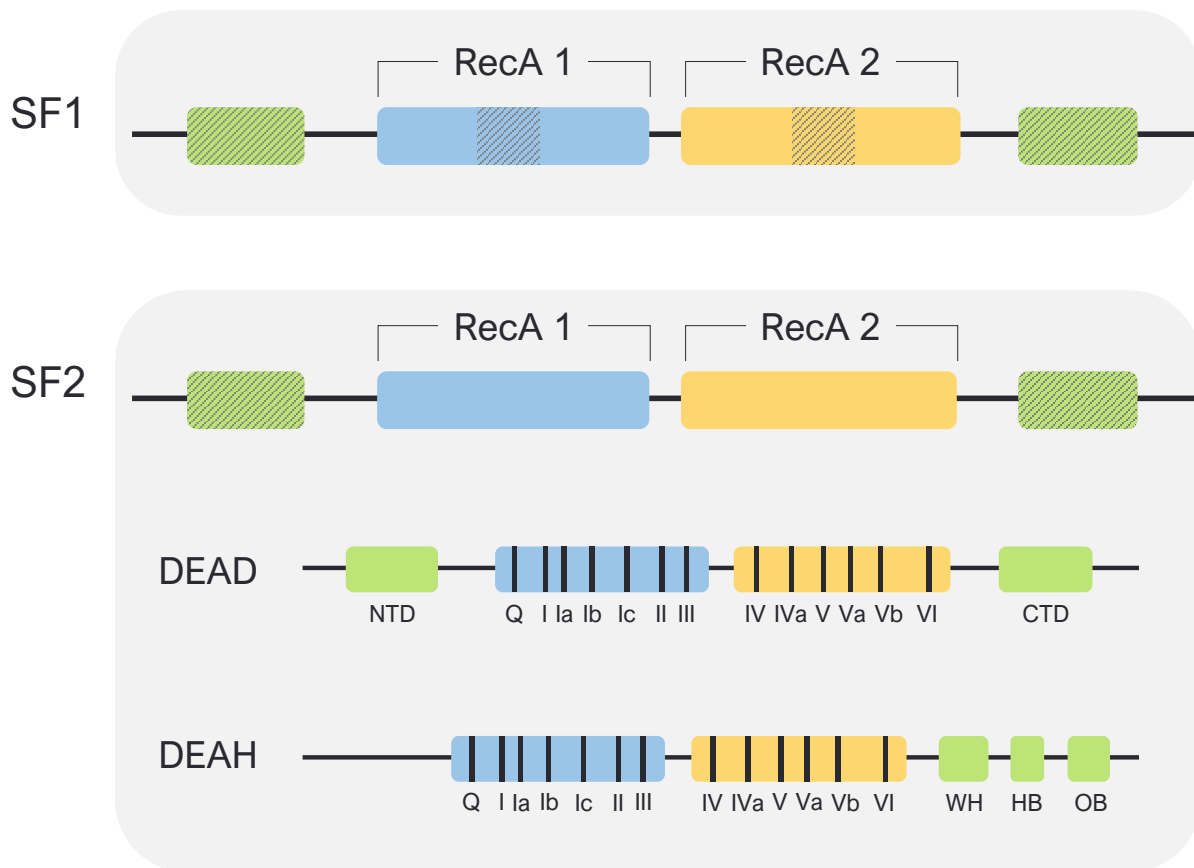 RecA 1 RecA 2
SF1
RecA 1 RecA 2
SF2
DEAD
NTD Q I Ia Ib Ic II III IV IVa V Va Vb VI CTD
DEAH
Q I Ia Ib Ic II III IV IVa V Va Vb VI WH HB OB